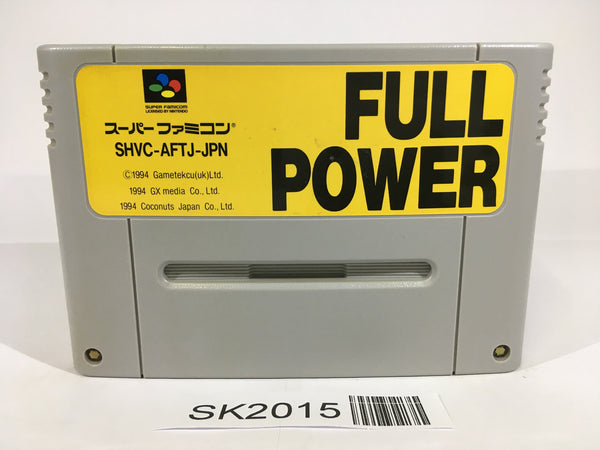 SUPER FAMICOM
LICENSED BY NINTENDO
スーパーファミコン®
SHVC-AFTJ-JPN
©1994 Gametekcu(uk)Ltd.
1994 GX media Co., Ltd.
1994 Coconuts Japan Co., Ltd.
FULL
POWER
SK2015